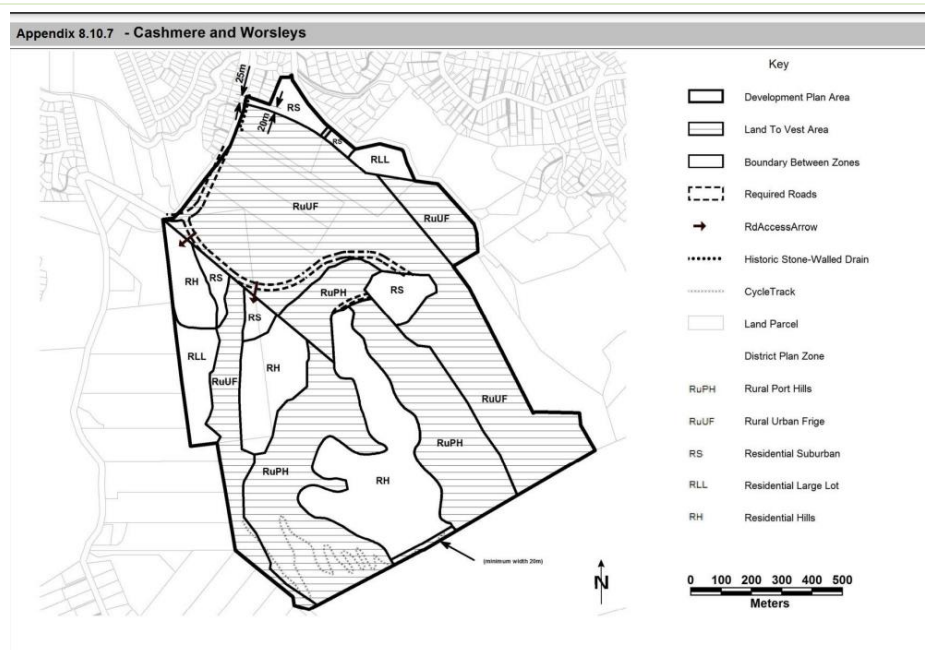 Appendix 8.10.7 - Cashmere and Worsleys
25m
20m
RS
RS
RLL
RuUF
RuUF
RH
RS
RuPH
RS
RS
RLL
RuUF
RH
RuUF
RuPH
RuPH
RH
(minimum width 20m)
Key
Development Plan Area
Land To Vest Area
Boundary Between Zones
Required Roads
RdAccessArrow
Historic Stone-Walled Drain
CycleTrack
Land Parcel
District Plan Zone
RuPH Rural Port Hills
RuUF Rural Urban Frige
RS Residential Suburban
RLL Residential Large Lot
RH Residential Hills
N
0 100 200 300 400 500
Meters